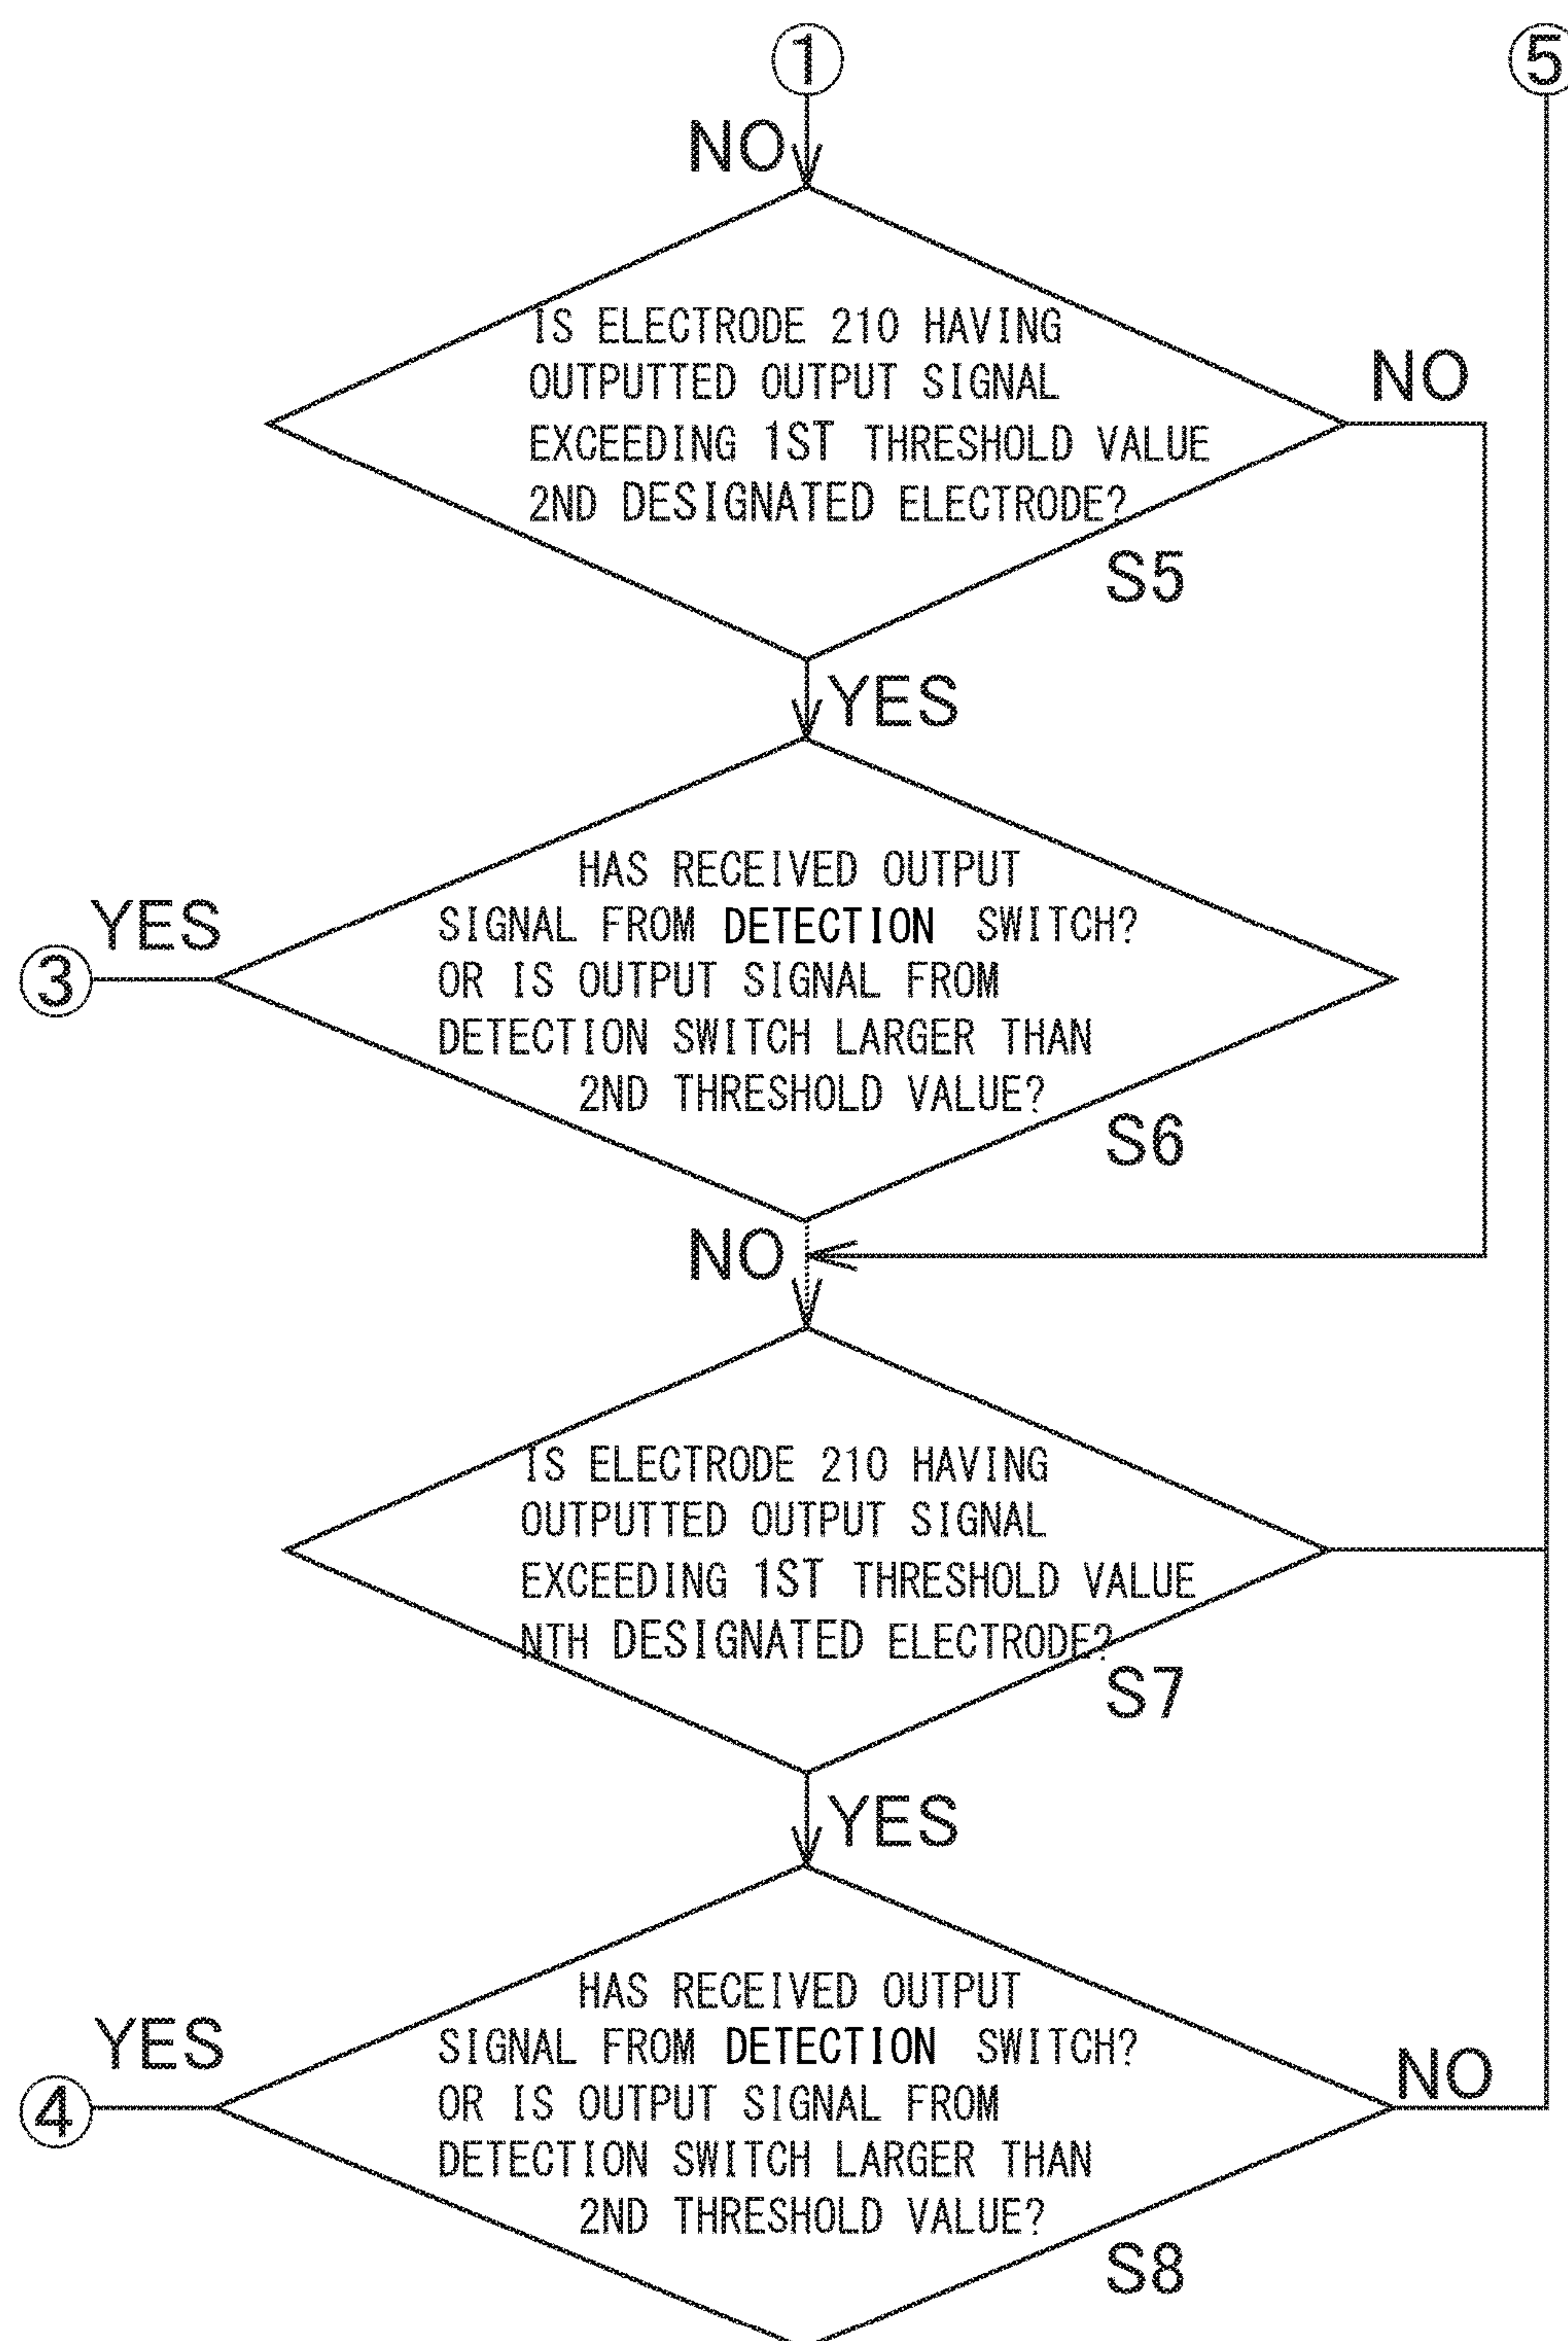 ① ⑤
NO
IS ELECTRODE 210 HAVING
OUTPUTTED OUTPUT SIGNAL
EXCEEDING 1ST THRESHOLD VALUE
2ND DESIGNATED ELECTRODE?
NO
S5
YES
HAS RECEIVED OUTPUT
SIGNAL FROM DETECTION SWITCH?
OR IS OUTPUT SIGNAL FROM
DETECTION SWITCH LARGER THAN
2ND THRESHOLD VALUE?
YES
③
S6
NO
IS ELECTRODE 210 HAVING
OUTPUTTED OUTPUT SIGNAL
EXCEEDING 1ST THRESHOLD VALUE
NTH DESIGNATED ELECTRODE?
S7
YES
HAS RECEIVED OUTPUT
SIGNAL FROM DETECTION SWITCH?
OR IS OUTPUT SIGNAL FROM
DETECTION SWITCH LARGER THAN
2ND THRESHOLD VALUE?
YES
④
NO
S8